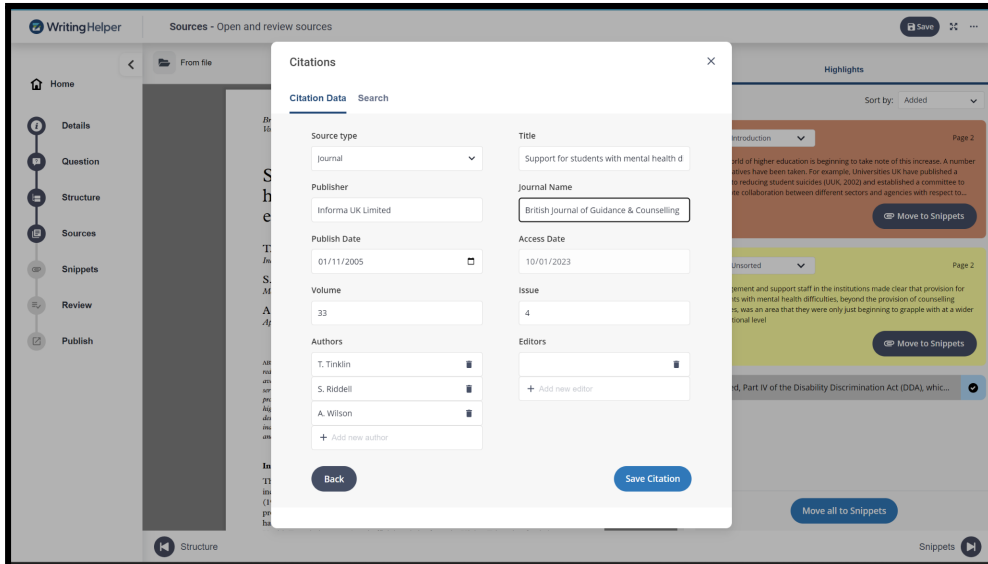 WritingHelper
Sources - Open and review sources
Save
Home
Details
Question
Structure
Sources
Snippets
Review
Publish
From file
Citations
Citation Data Search
Source type
Journal
Title
Support for students with mental health d
Publisher
Informa UK Limited
Journal Name
British Journal of Guidance & Counselling
Publish Date
01/11/2005
Access Date
10/01/2023
Volume
33
Issue
4
Authors
T. Tinklin
S. Riddell
A. Wilson
+ Add new author
Editors
+ Add new editor
Back
Save Citation
Highlights
Sort by: Added
Introduction
Page 2
orld of higher education is beginning to take note of this increase. A number
atives have been taken. For example, Universities UK have published a
to reducing student suicides (UUK, 2002) and established a committee to
te collaboration between different sectors and agencies with respect to...
Move to Snippets
Unsorted
Page 2
gement and support staff in the institutions made clear that provision for
nts with mental health difficulties, beyond the provision of counselling
es, was an area that they were only just beginning to grapple with at a wider
tional level
Move to Snippets
ed, Part IV of the Disability Discrimination Act (DDA), whic...
Move all to Snippets
Structure
Snippets